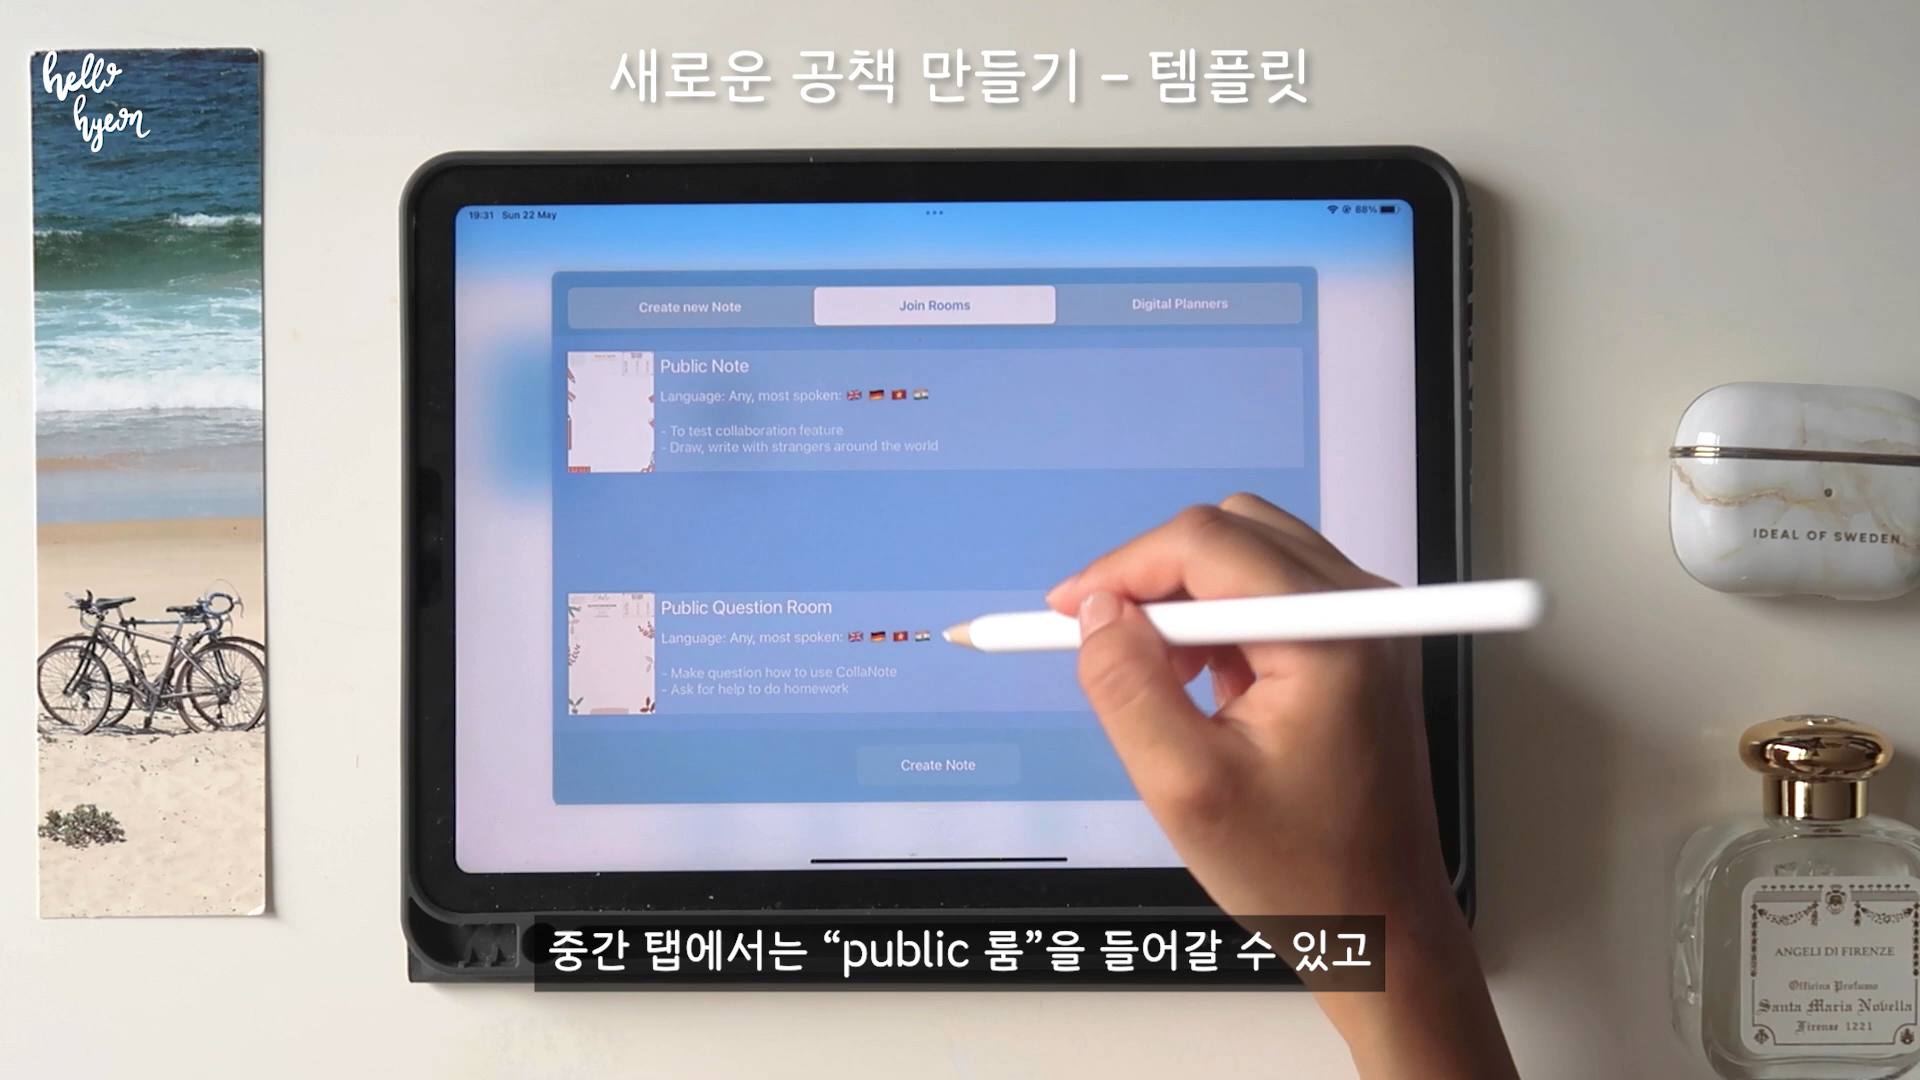 hello
hyeon
새로운 공책 만들기 - 템플릿
19:31 Sun 22 May
88%
Create new Note
Join Rooms
Digital Planners
Public Note
Language: Any, most spoken:
- To test collaboration feature
- Draw, write with strangers around the world
Public Question Room
Language: Any, most spoken:
- Make question how to use CollaNote
- Ask for help to do homework
Create Note
IDEAL OF SWEDEN
ANGELI DI FIRENZE
Officina Profumo
Santa Maria Novella
Firenze 1221
중간 탭에서는 “public 룸”을 들어갈 수 있고